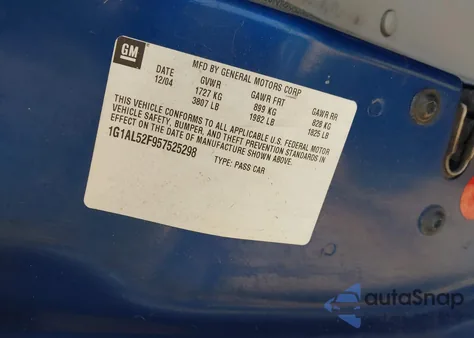 GM
MFD BY GENERAL MOTORS CORP
DATE GVWR GAWR FRT GAWR RR
12/04 1727 KG 899 KG 828 KG
3807 LB 1982 LB 1825 LB
THIS VEHICLE CONFORMS TO ALL APPLICABLE U.S. FEDERAL MOTOR
VEHICLE SAFETY, BUMPER, AND THEFT PREVENTION STANDARDS IN
EFFECT ON THE DATE OF MANUFACTURE SHOWN ABOVE.
1G1AL52F957525298 TYPE: PASS CAR
autoSnap